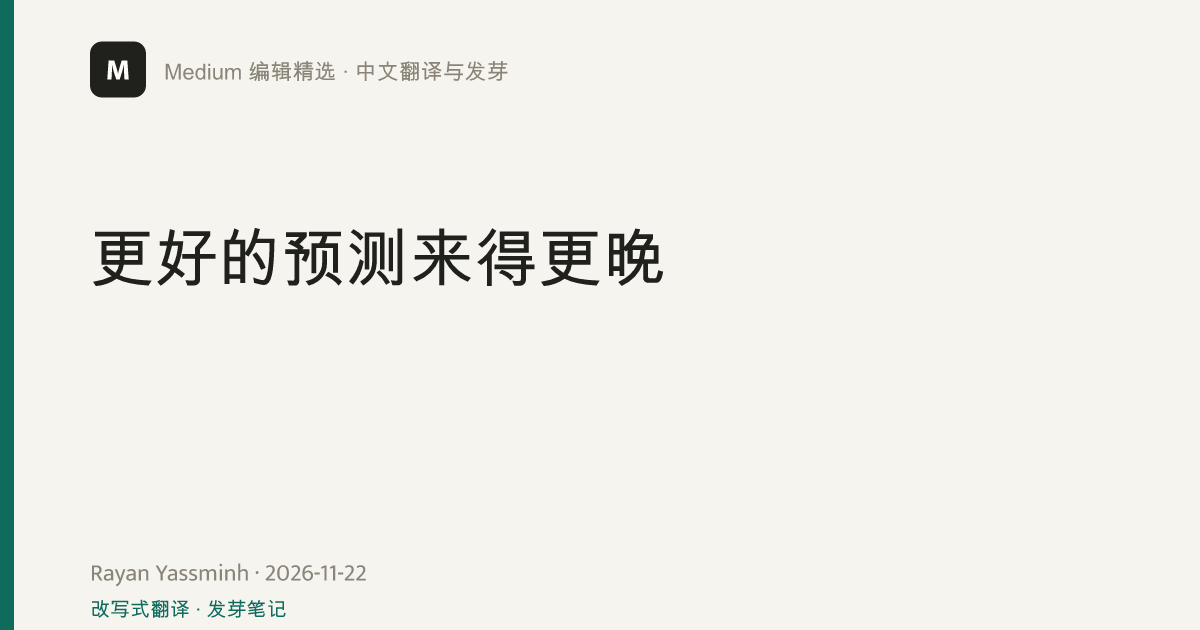 M
Medium 编辑精选 · 中文翻译与发芽
更好的预测来得更晚
Rayan Yassminh · 2026-11-22
改写式翻译 · 发芽笔记